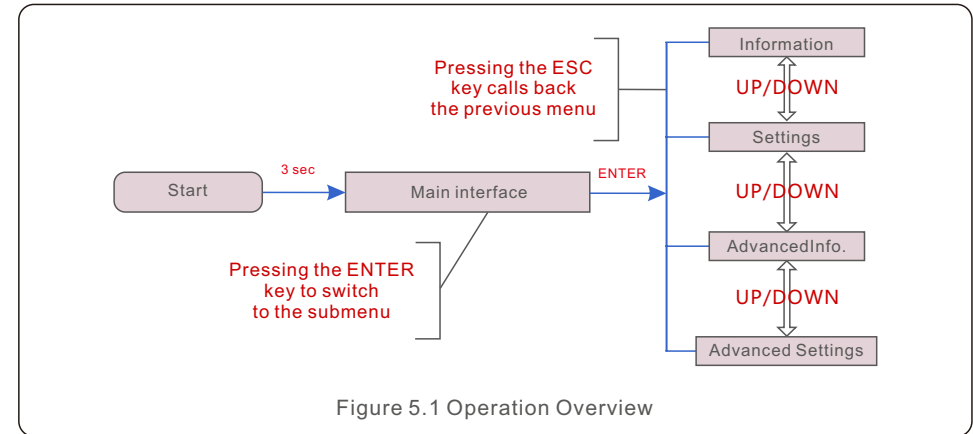 Information
Pressing the ESC
key calls back
the previous menu
UP/DOWN
Settings
3 sec
ENTER
Start
Main interface
UP/DOWN
AdvancedInfo.
Pressing the ENTER
key to switch
to the submenu
UP/DOWN
Advanced Settings
Figure 5.1 Operation Overview